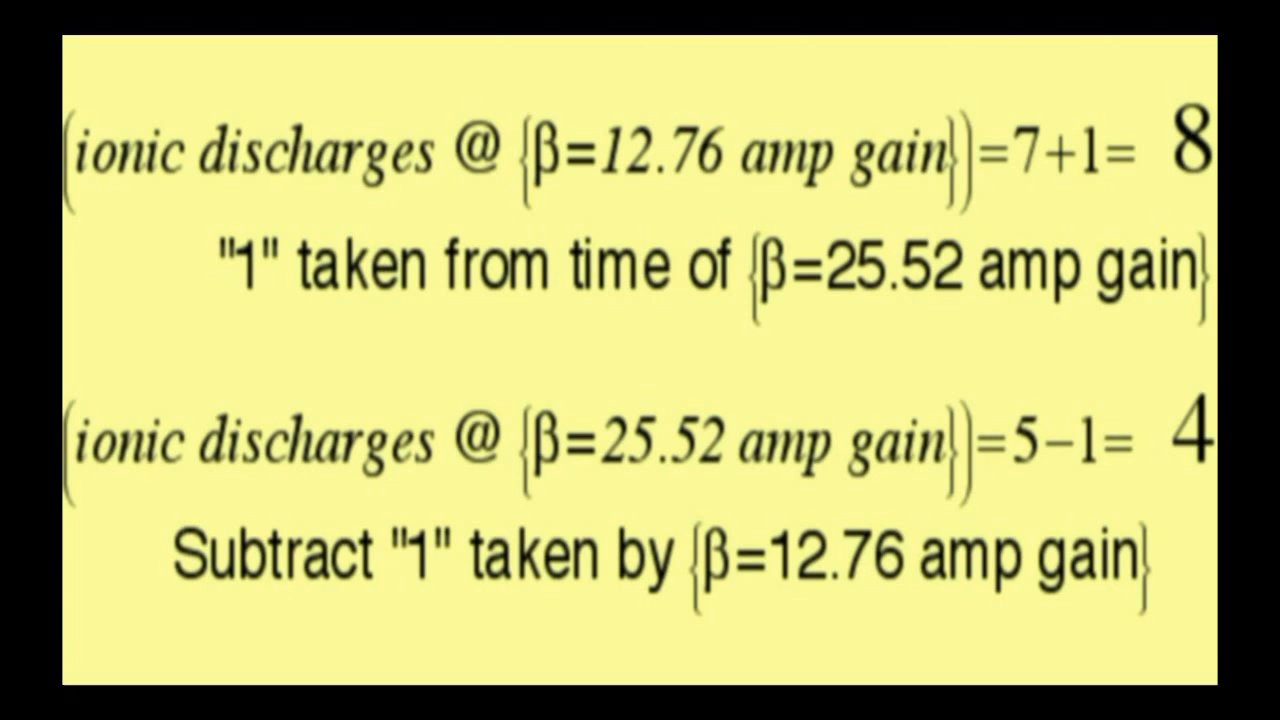 (ionic discharges @ {β=12.76 amp gain})=7+1= 8
"1" taken from time of {β=25.52 amp gain}
(ionic discharges @ {β=25.52 amp gain})=5−1= 4
Subtract "1" taken by {β=12.76 amp gain}